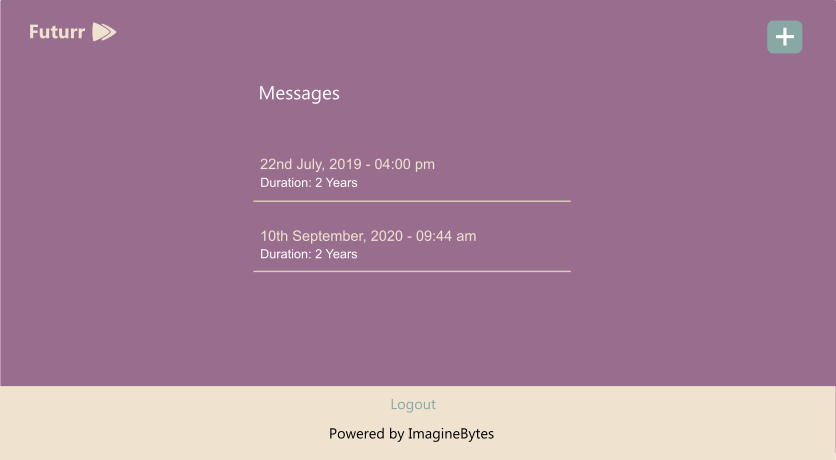 Futurr
Messages
22nd July, 2019 - 04:00 pm
Duration: 2 Years
10th September, 2020 - 09:44 am
Duration: 2 Years
Logout
Powered by ImagineBytes